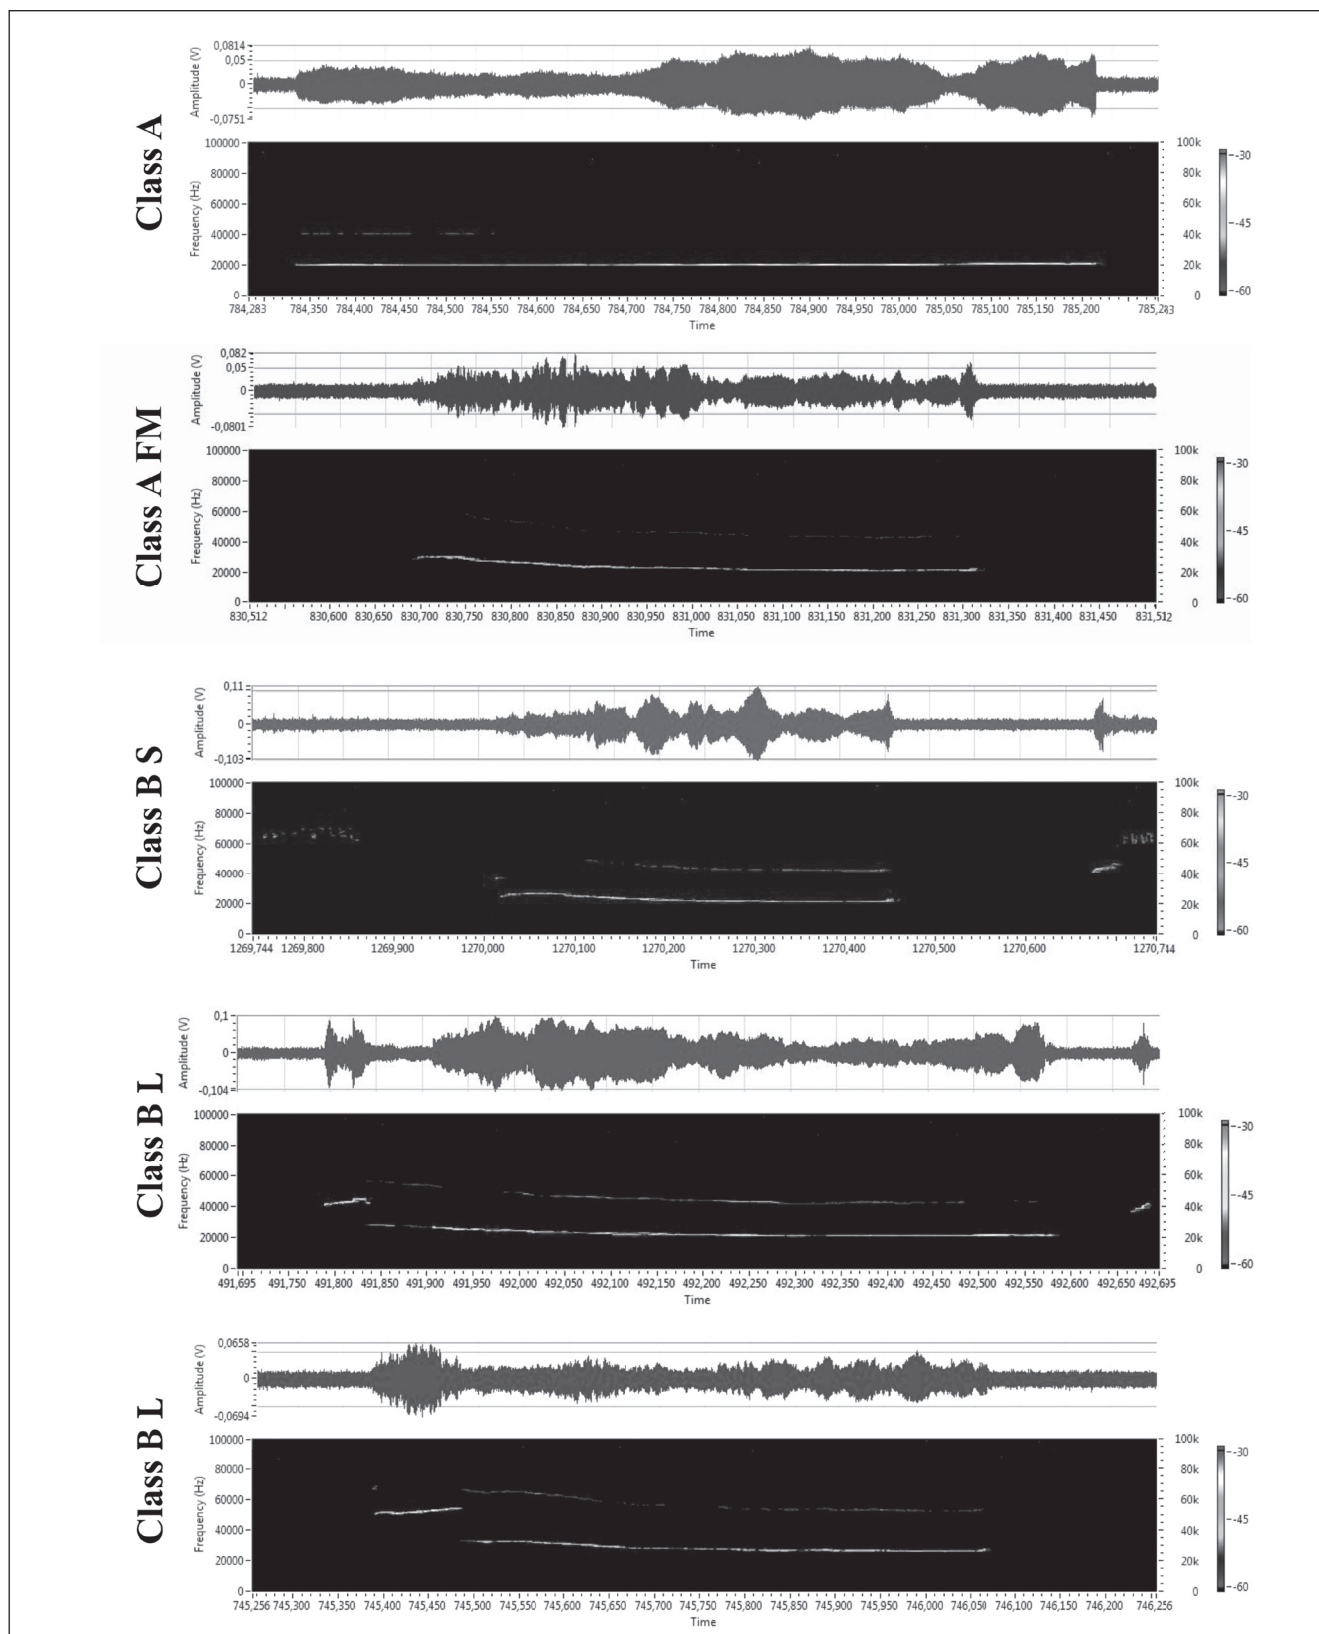 Class A
Amplitude (V)
0,0814
0,05
0
-0,0751
Frequency (Hz)
100000
80000
60000
40000
20000
0
100k
80k
60k
40k
20k
0
-30
-45
-60
784,283 784,350 784,400 784,450 784,500 784,550 784,600 784,650 784,700 784,750 784,800 784,850 784,900 784,950 785,000 785,050 785,100 785,150 785,200 785,283
Time
Class A FM
Amplitude (V)
0,082
0,05
0
-0,0801
Frequency (Hz)
100000
80000
60000
40000
20000
0
100k
80k
60k
40k
20k
0
-30
-45
-60
830,512 830,600 830,650 830,700 830,750 830,800 830,850 830,900 830,950 831,000 831,050 831,100 831,150 831,200 831,250 831,300 831,350 831,400 831,450 831,512
Time
Class B S
Amplitude (V)
0,11
0
-0,103
Frequency (Hz)
100000
80000
60000
40000
20000
0
100k
80k
60k
40k
20k
0
-30
-45
-60
1269,744 1269,800 1269,900 1270,000 1270,100 1270,200 1270,300 1270,400 1270,500 1270,600 1270,744
Time
Class B L
Amplitude (V)
0,1
0
-0,104
Frequency (Hz)
100000
80000
60000
40000
20000
0
100k
80k
60k
40k
20k
0
-30
-45
-60
491,695 491,750 491,800 491,850 491,900 491,950 492,000 492,050 492,100 492,150 492,200 492,250 492,300 492,350 492,400 492,450 492,500 492,550 492,600 492,650 492,695
Time
Class B L
Amplitude (V)
0,0658
0
-0,0694
Frequency (Hz)
100000
80000
60000
40000
20000
0
100k
80k
60k
40k
20k
0
-30
-45
-60
745,256 745,300 745,350 745,400 745,450 745,500 745,550 745,600 745,650 745,700 745,750 745,800 745,850 745,900 745,950 746,000 746,050 746,100 746,150 746,200 746,256
Time